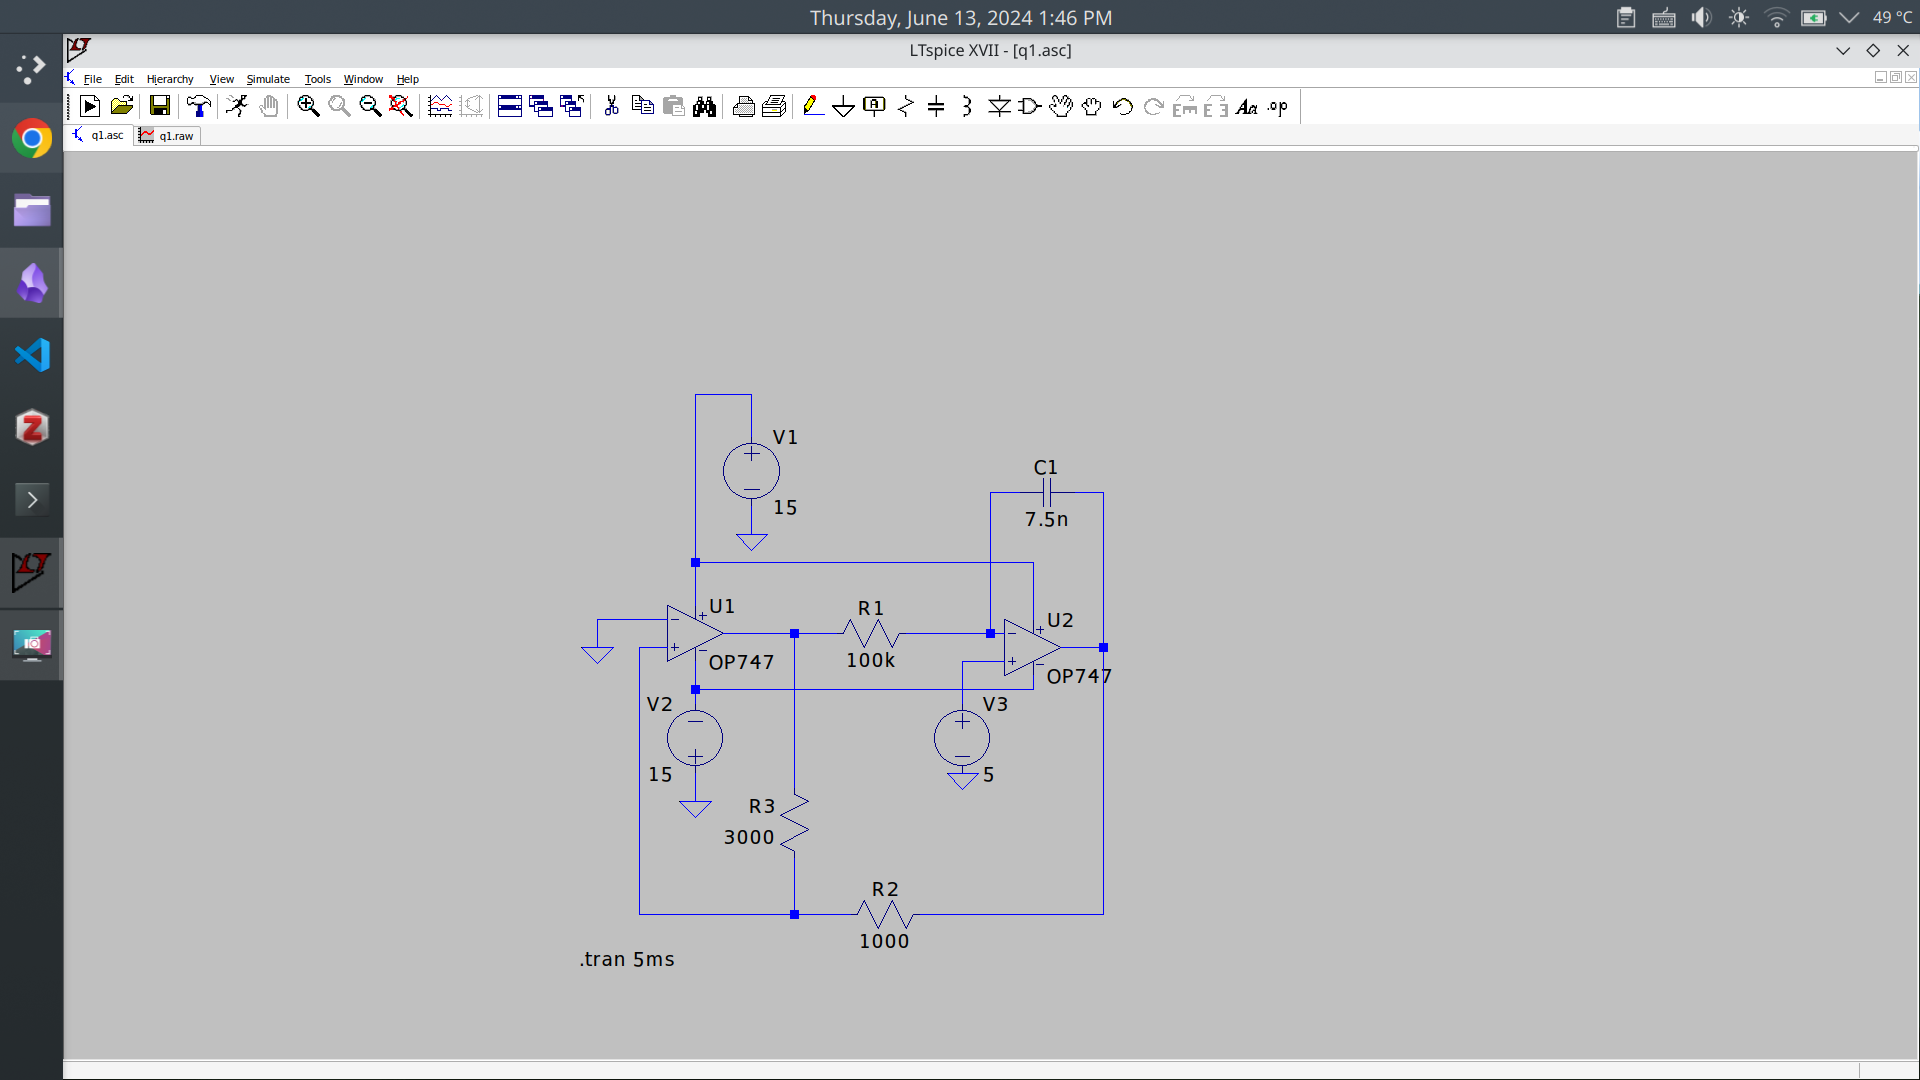 Thursday, June 13, 2024 1:46 PM
49 °C
LTspice XVII - [q1.asc]
File Edit Hierarchy View Simulate Tools Window Help
q1.asc q1.raw
V1
15
C1
7.5n
U1
OP747
R1
100k
U2
OP747
V2
15
V3
5
R3
3000
R2
1000
.tran 5ms